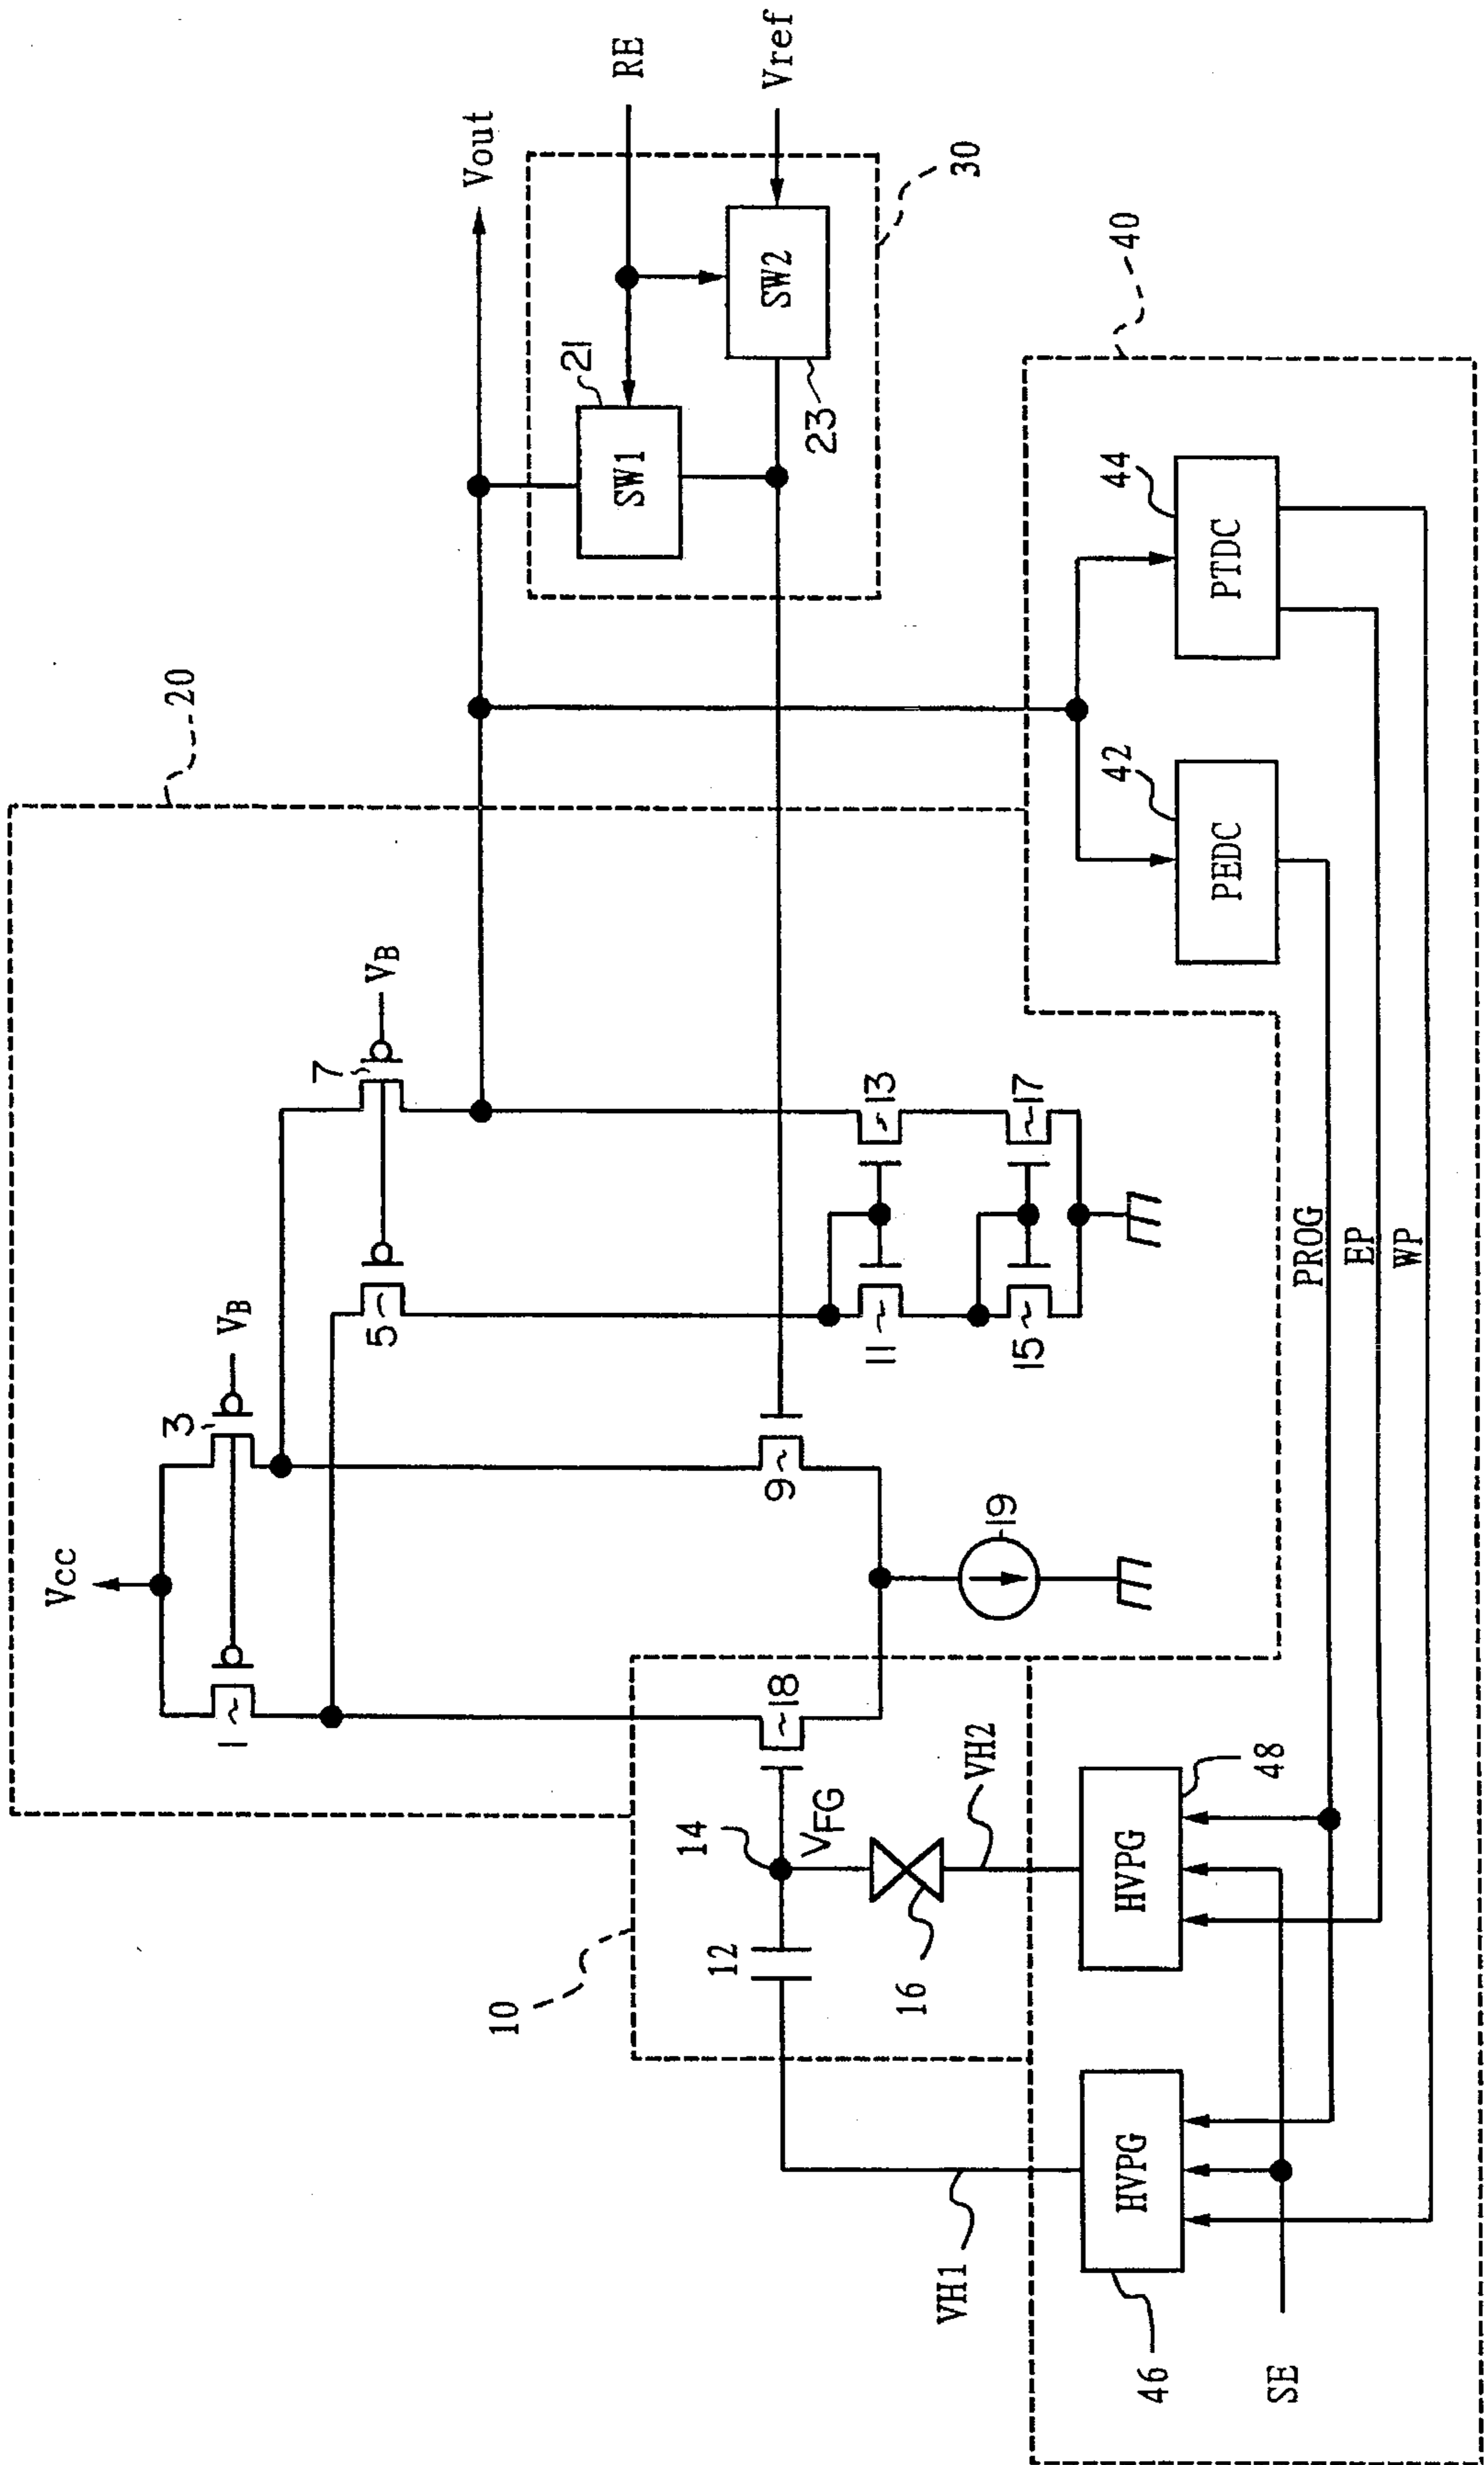 Vcc
20
1
3
VB
5
7
VB
Vout
RE
Vref
SW1
21
SW2
23
30
9
11
13
15
17
18
19
10
12
14
VFG
16
VH1
VH2
40
42
PEDC
44
PTDC
PROG
EP
WP
HVPG
46
HVPG
48
SE